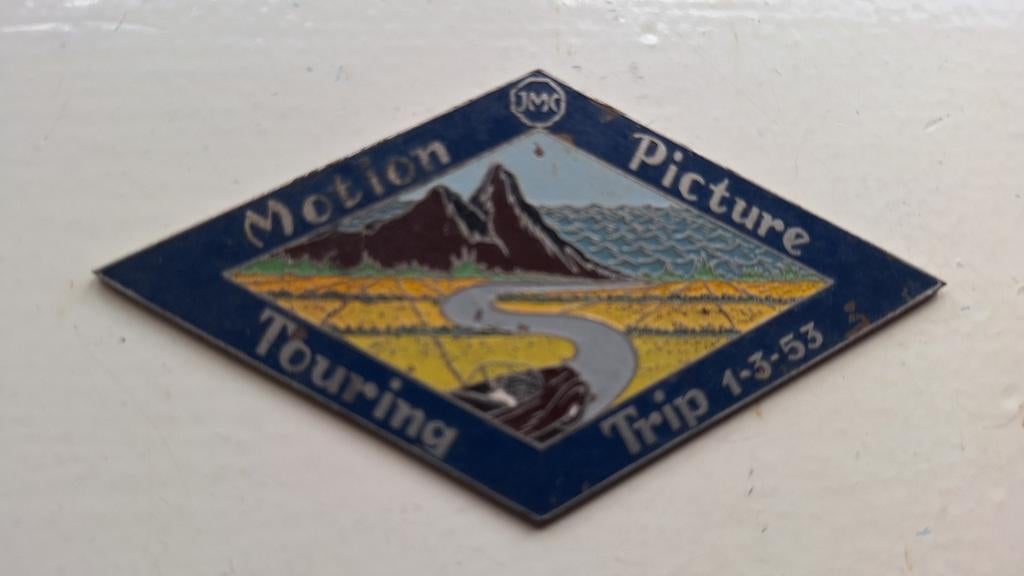 JMC
Motion
Picture
Touring
Trip 1-3-53